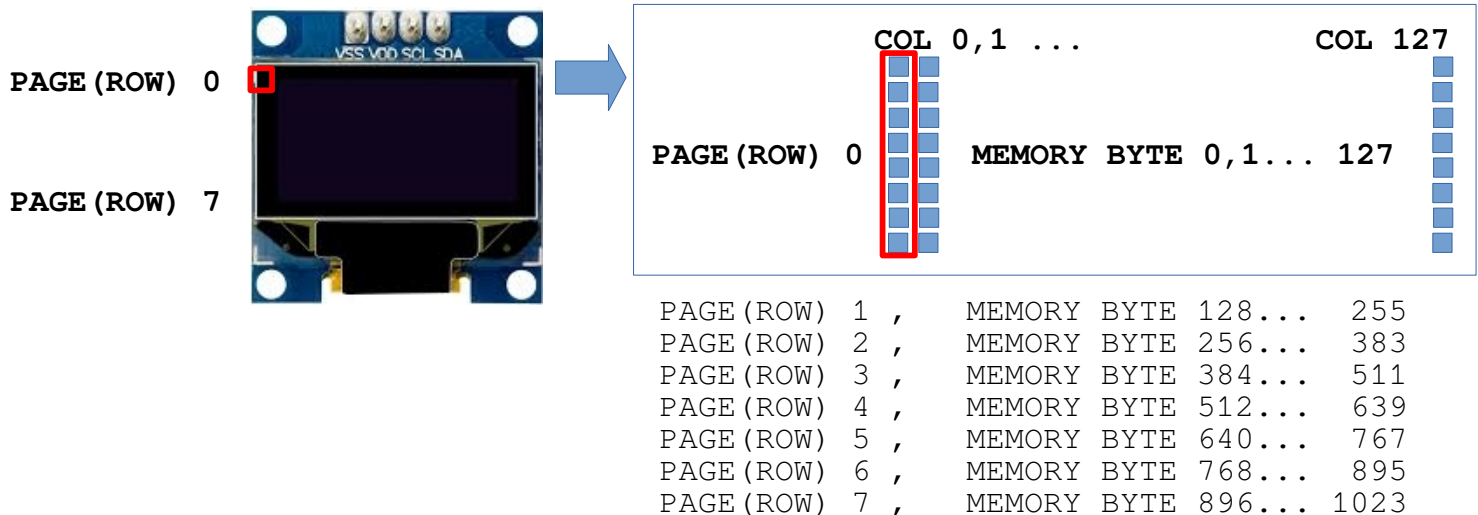 COL 0,1 ... COL 127
VSS VDD SCL SDA
PAGE(ROW) 0
PAGE(ROW) 0 MEMORY BYTE 0,1... 127
PAGE(ROW) 7
PAGE(ROW) 1 , MEMORY BYTE 128... 255
PAGE(ROW) 2 , MEMORY BYTE 256... 383
PAGE(ROW) 3 , MEMORY BYTE 384... 511
PAGE(ROW) 4 , MEMORY BYTE 512... 639
PAGE(ROW) 5 , MEMORY BYTE 640... 767
PAGE(ROW) 6 , MEMORY BYTE 768... 895
PAGE(ROW) 7 , MEMORY BYTE 896... 1023